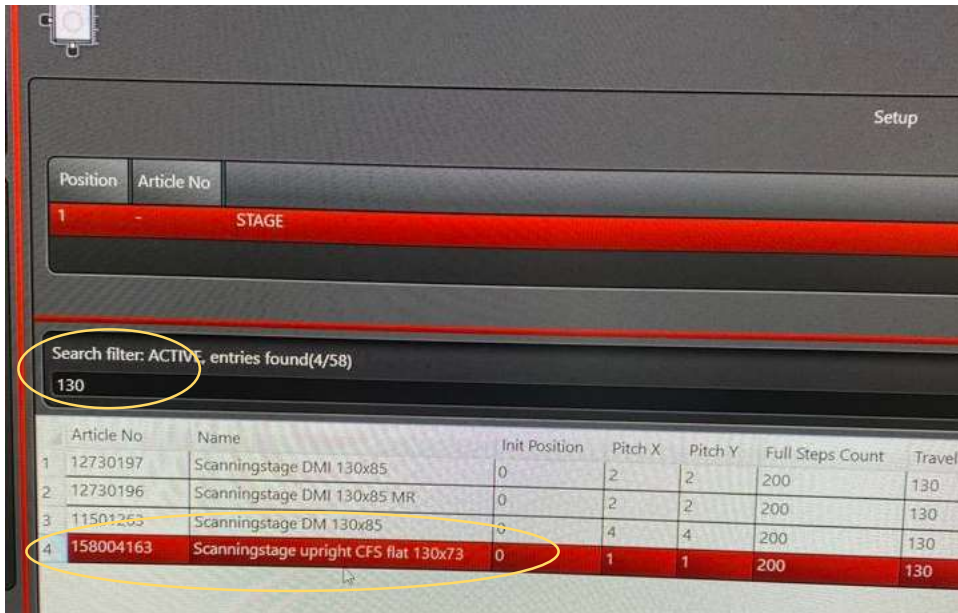 Setup
Position Article No
1 - STAGE
Search filter: ACTIVE, entries found(4/58)
130
Article No Name Init Position Pitch X Pitch Y Full Steps Count Travel
1 12730197 Scanningstage DMI 130x85 0 2 2 200 130
2 12730196 Scanningstage DMI 130x85 MR 0 2 2 200 130
3 11501263 Scanningstage DM 130x85 0 4 4 200 130
4 158004163 Scanningstage upright CFS flat 130x73 0 1 1 200 130